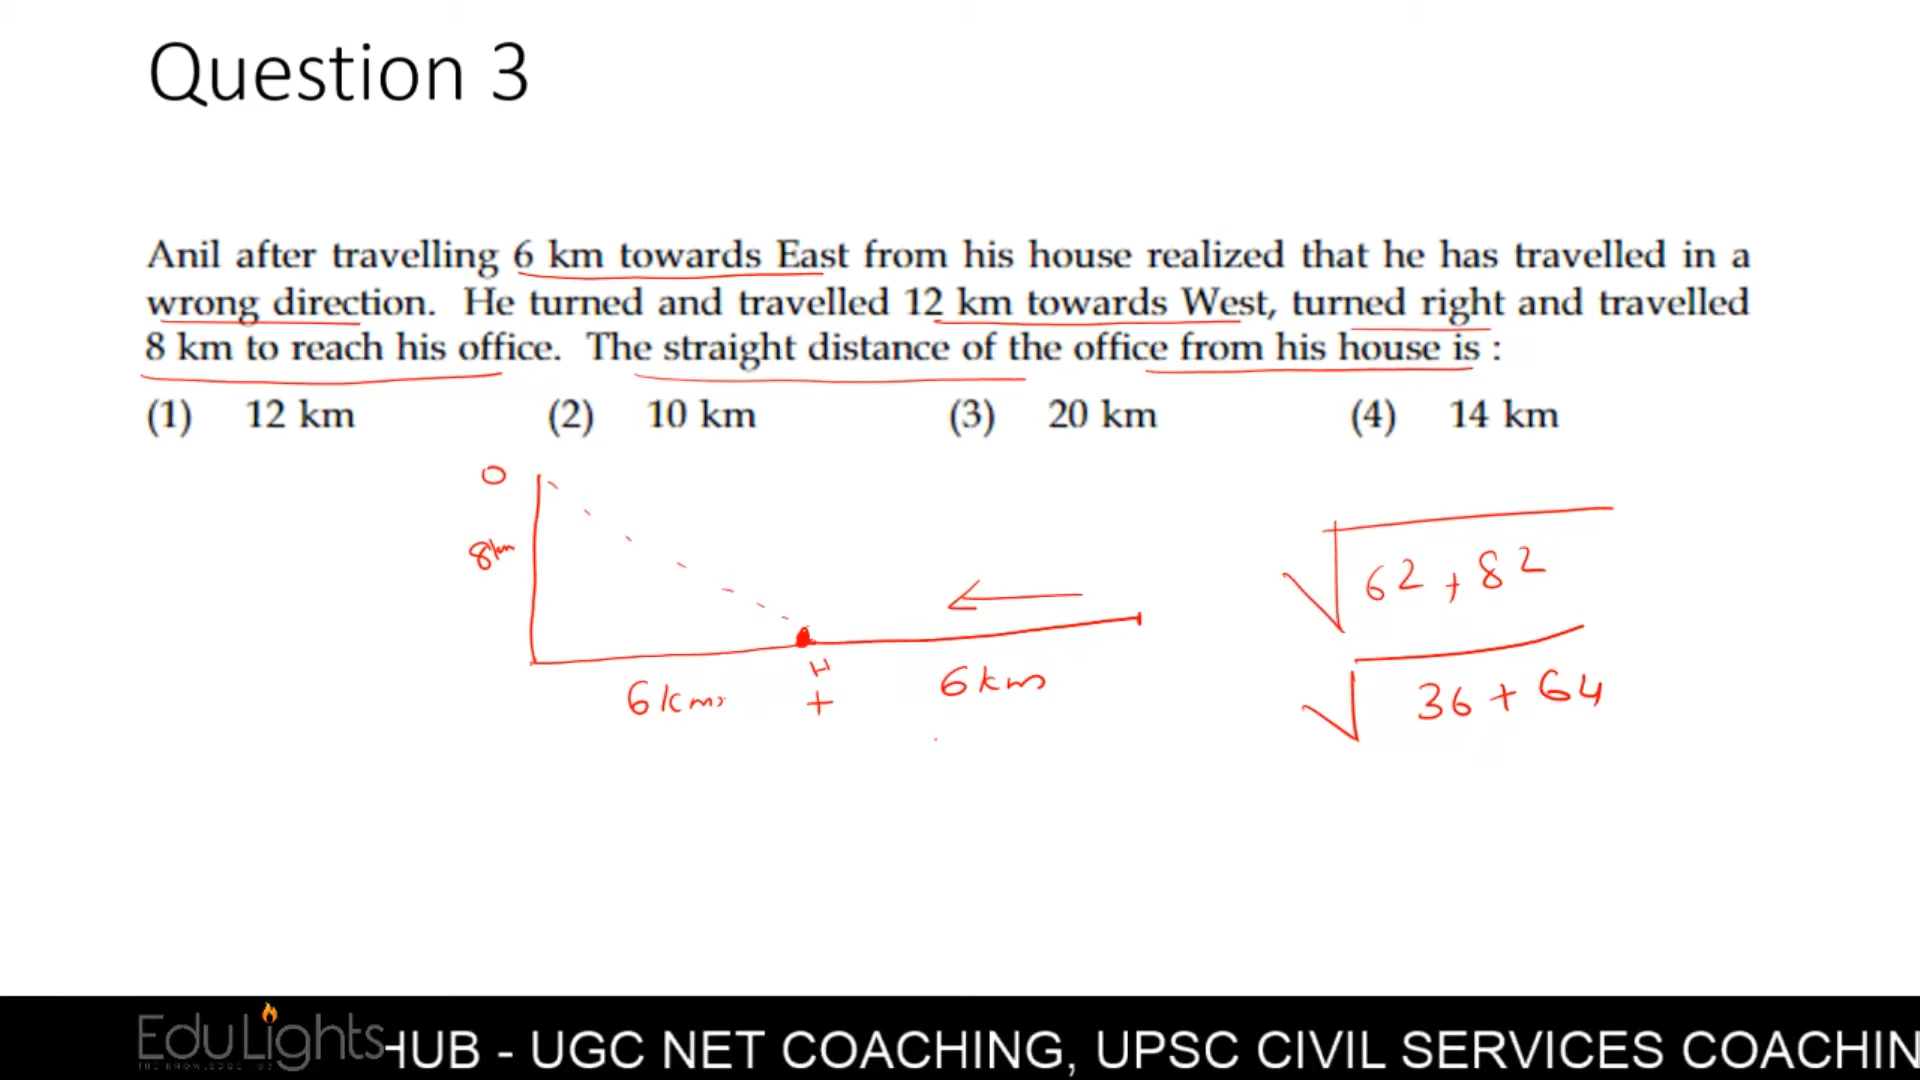 Question 3
Anil after travelling 6 km towards East from his house realized that he has travelled in a
wrong direction. He turned and travelled 12 km towards West, turned right and travelled
8 km to reach his office. The straight distance of the office from his house is :
(1) 12 km (2) 10 km (3) 20 km (4) 14 km
O
8km
√6² + 8²
H
6kms + 6kms
√36 + 64
EduLights
HUB - UGC NET COACHING, UPSC CIVIL SERVICES COACHIN